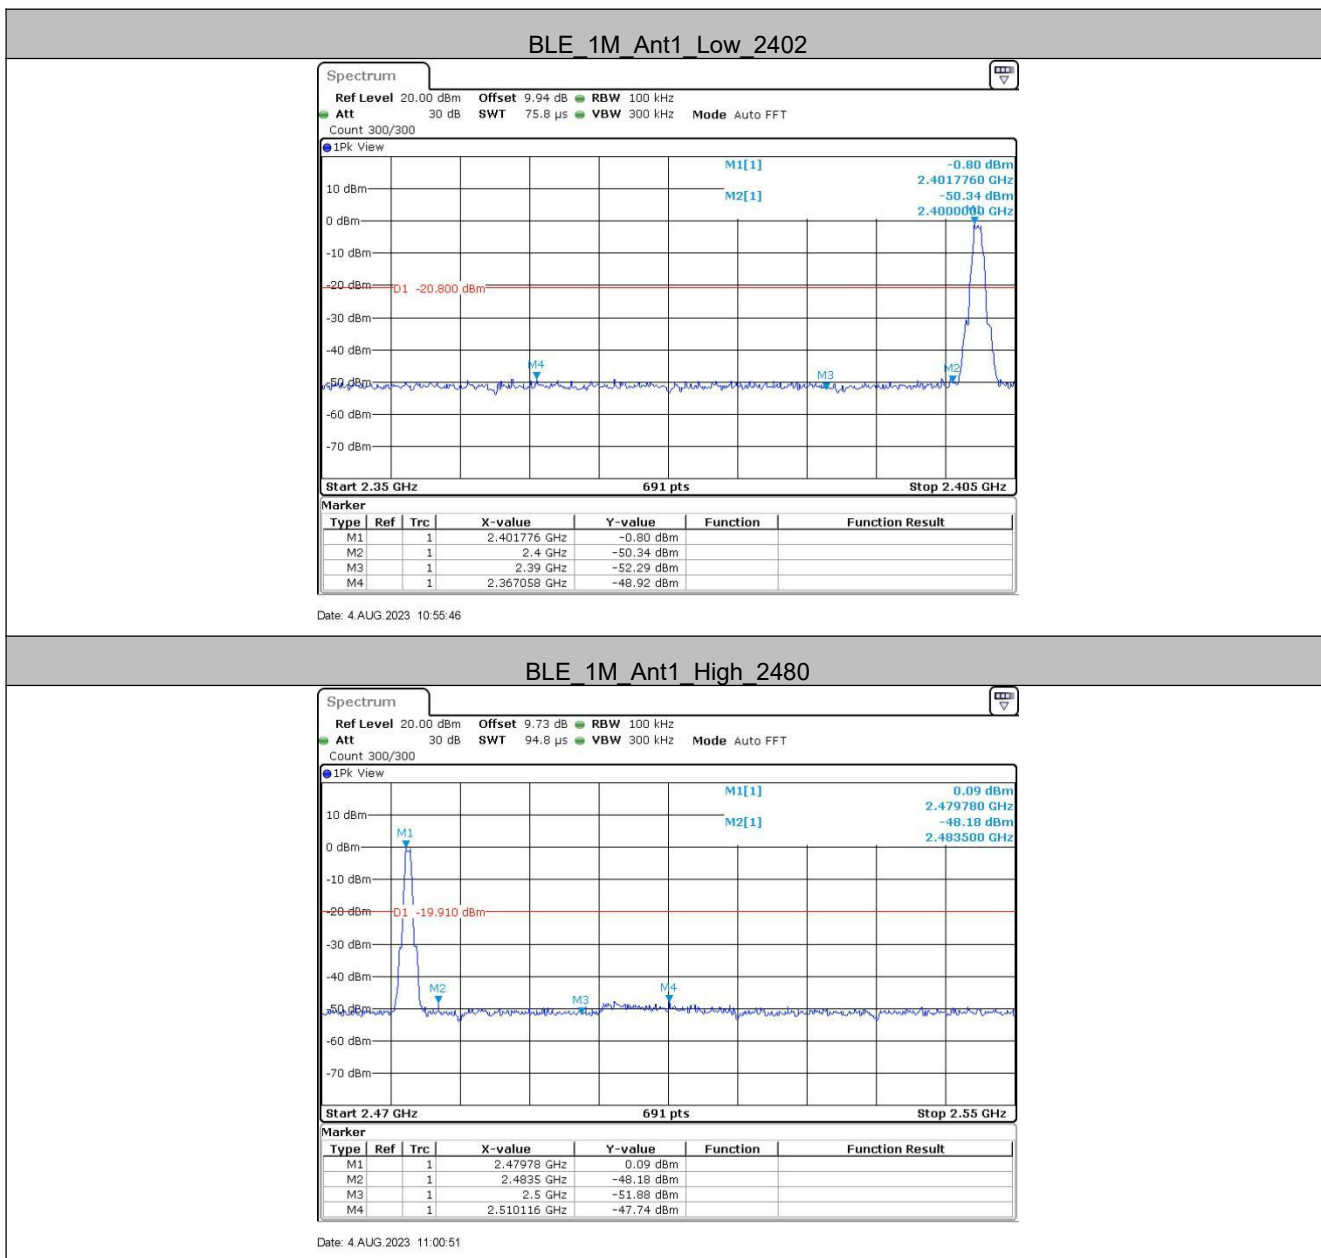 BLE_1M_Ant1_Low_2402
Spectrum
Ref Level 20.00 dBm Offset 9.94 dB RBW 100 kHz
Att 30 dB SWT 75.8 µs VBW 300 kHz Mode Auto FFT
Count 300/300
1Pk View
M1[1] -0.80 dBm
2.4017760 GHz
10 dBm
M2[1] -50.34 dBm
2.4000000 GHz
M1
0 dBm
-10 dBm
-20 dBm
D1 -20.800 dBm
-30 dBm
-40 dBm
M4 M3 M2
-50 dBm
-60 dBm
-70 dBm
Start 2.35 GHz 691 pts Stop 2.405 GHz
Marker
Type Ref Trc X-value Y-value Function Function Result
M1 1 2.401776 GHz -0.80 dBm
M2 1 2.4 GHz -50.34 dBm
M3 1 2.39 GHz -52.29 dBm
M4 1 2.367058 GHz -48.92 dBm
Date: 4.AUG.2023 10:55:46
BLE_1M_Ant1_High_2480
Spectrum
Ref Level 20.00 dBm Offset 9.73 dB RBW 100 kHz
Att 30 dB SWT 94.8 µs VBW 300 kHz Mode Auto FFT
Count 300/300
1Pk View
M1[1] 0.09 dBm
2.479780 GHz
10 dBm
M2[1] -48.18 dBm
2.483500 GHz
M1
0 dBm
-10 dBm
-20 dBm
D1 -19.910 dBm
-30 dBm
-40 dBm
M2 M3 M4
-50 dBm
-60 dBm
-70 dBm
Start 2.47 GHz 691 pts Stop 2.55 GHz
Marker
Type Ref Trc X-value Y-value Function Function Result
M1 1 2.47978 GHz 0.09 dBm
M2 1 2.4835 GHz -48.18 dBm
M3 1 2.5 GHz -51.88 dBm
M4 1 2.510116 GHz -47.74 dBm
Date: 4.AUG.2023 11:00:51